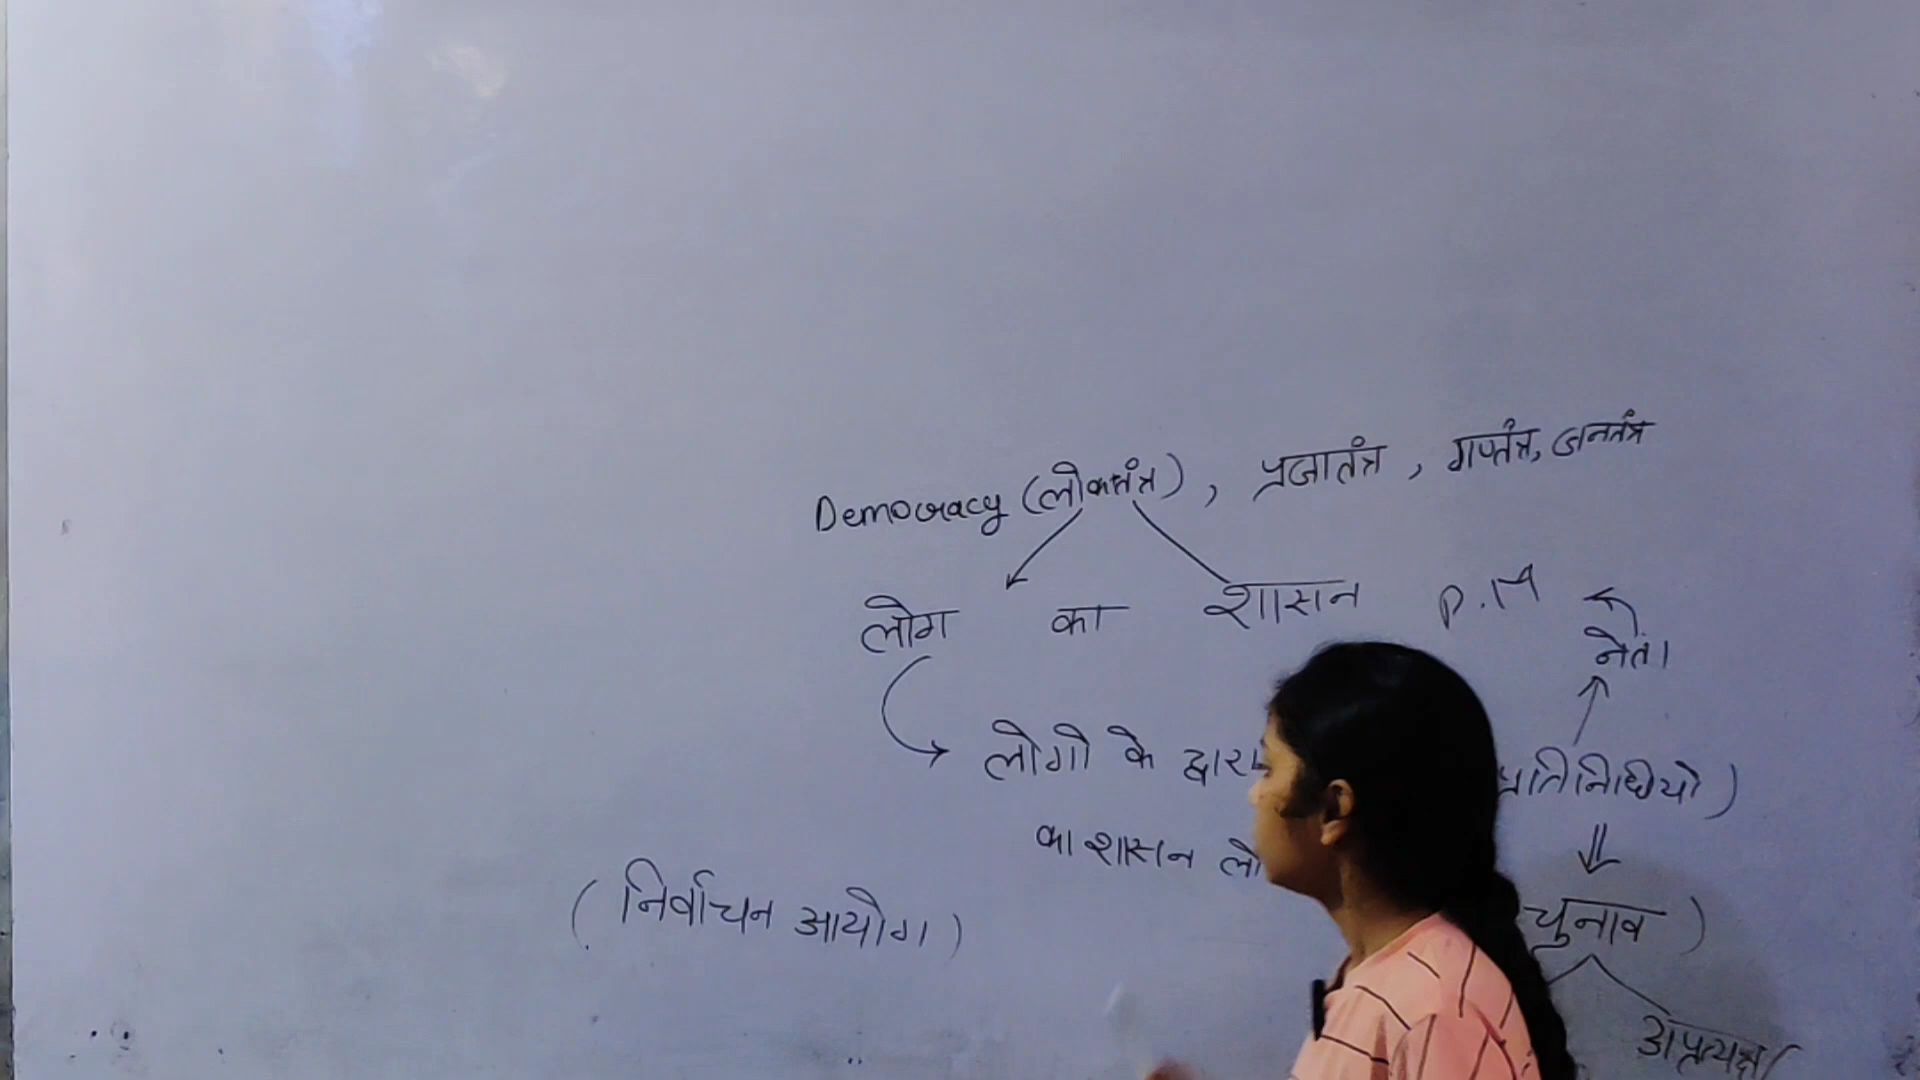 Democracy (लोकतंत्र), प्रजातंत्र, गणतंत्र, जनतंत्र
लोग का शासन P.M
नेता
लोगो के द्वारा प्रतिनिधियो)
का शासन लो
(निर्वाचन आयोग) चुनाव)
अप्रत्यक्ष